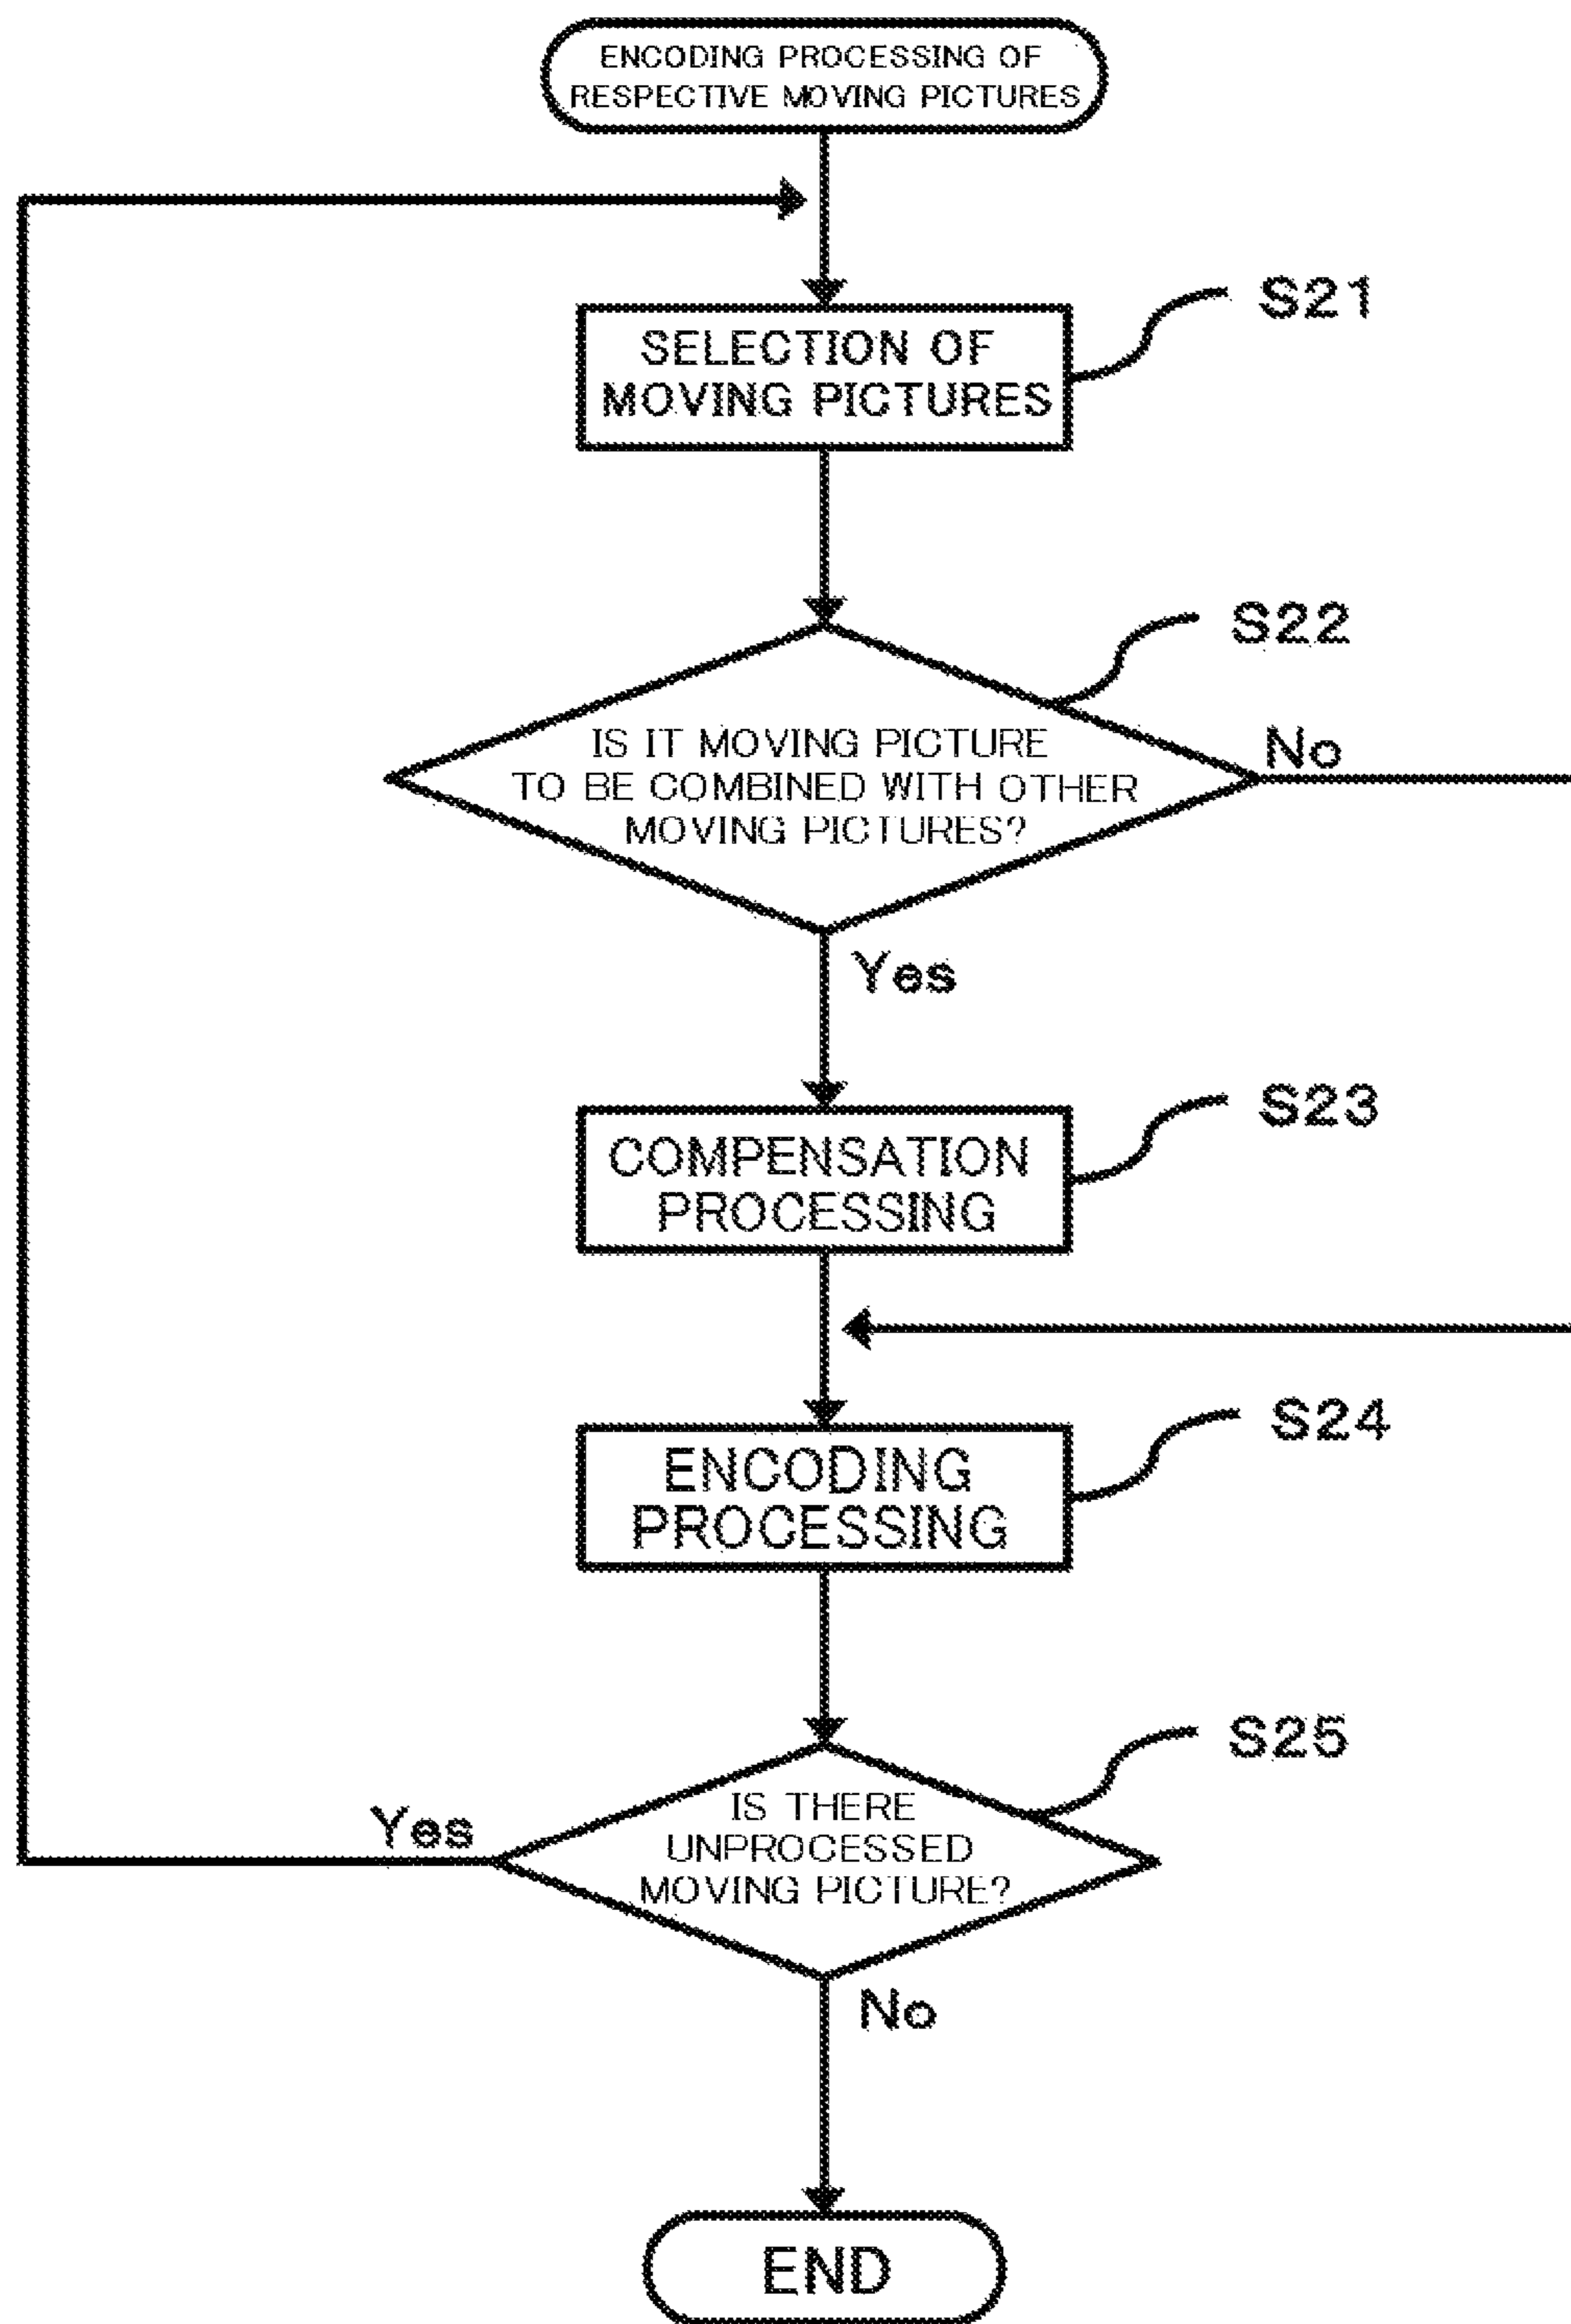 ENCODING PROCESSING OF
RESPECTIVE MOVING PICTURES
S21
SELECTION OF
MOVING PICTURES
S22
IS IT MOVING PICTURE
TO BE COMBINED WITH OTHER
MOVING PICTURES?
No
Yes
S23
COMPENSATION
PROCESSING
S24
ENCODING
PROCESSING
S25
IS THERE
UNPROCESSED
MOVING PICTURE?
Yes
No
END